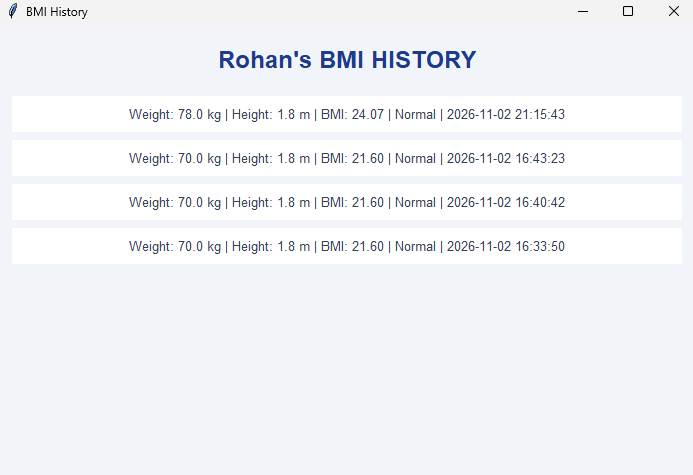 BMI History
Rohan's BMI HISTORY
Weight: 78.0 kg | Height: 1.8 m | BMI: 24.07 | Normal | 2026-11-02 21:15:43
Weight: 70.0 kg | Height: 1.8 m | BMI: 21.60 | Normal | 2026-11-02 16:43:23
Weight: 70.0 kg | Height: 1.8 m | BMI: 21.60 | Normal | 2026-11-02 16:40:42
Weight: 70.0 kg | Height: 1.8 m | BMI: 21.60 | Normal | 2026-11-02 16:33:50